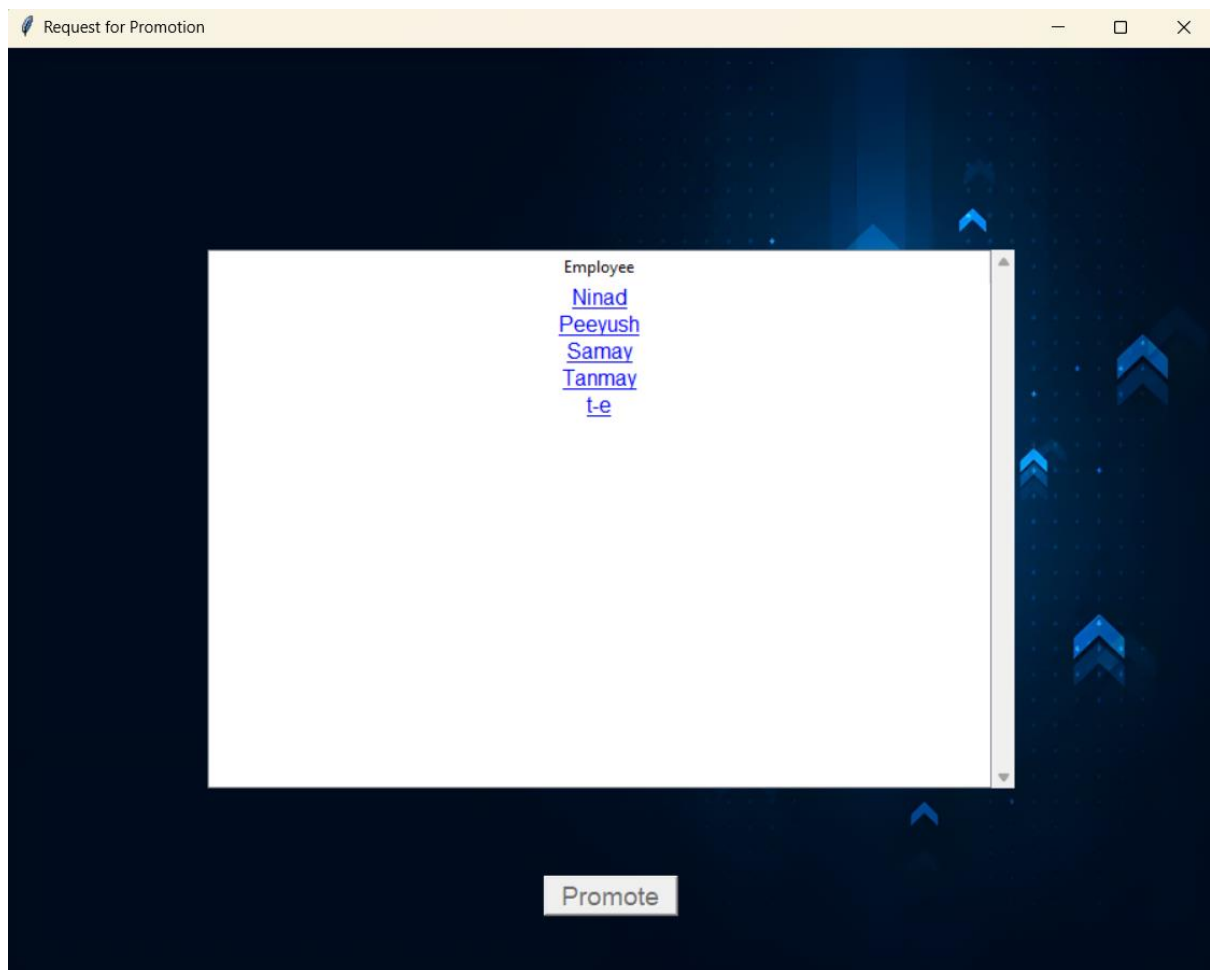 Request for Promotion
Employee
Ninad
Peeyush
Samay
Tanmay
t-e
Promote